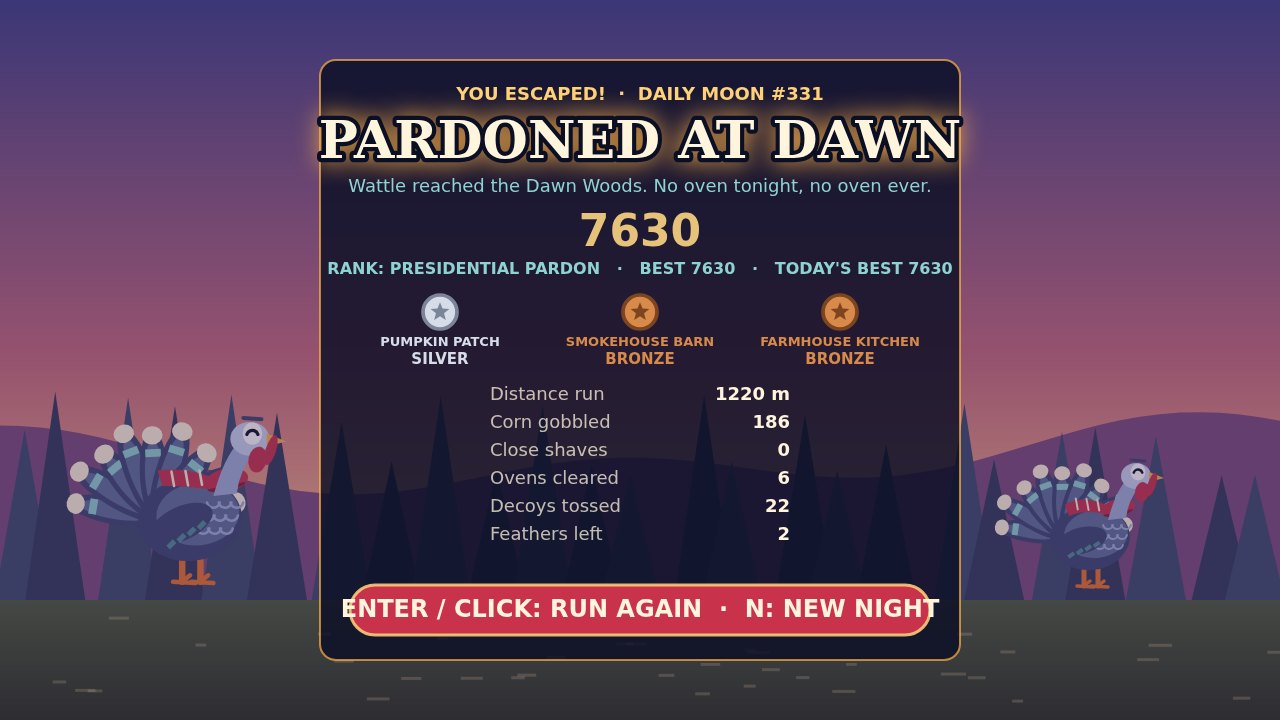 YOU ESCAPED! · DAILY MOON #331
PARDONED AT DAWN
Wattle reached the Dawn Woods. No oven tonight, no oven ever.
7630
RANK: PRESIDENTIAL PARDON · BEST 7630 · TODAY'S BEST 7630
PUMPKIN PATCH SMOKEHOUSE BARN FARMHOUSE KITCHEN
SILVER BRONZE BRONZE
Distance run 1220 m
Corn gobbled 186
Close shaves 0
Ovens cleared 6
Decoys tossed 22
Feathers left 2
ENTER / CLICK: RUN AGAIN · N: NEW NIGHT